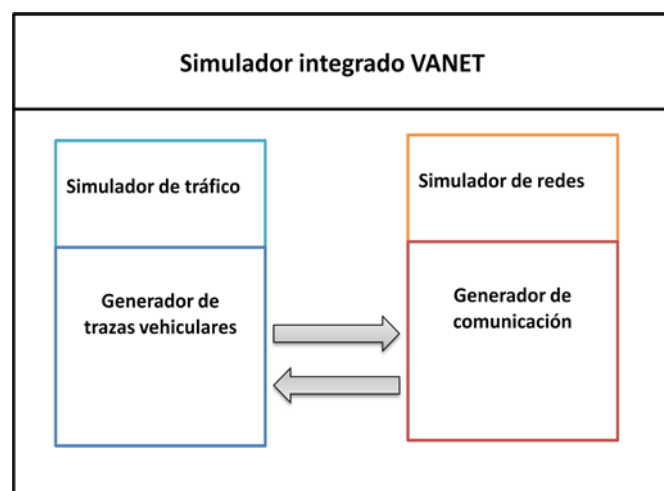 Simulador integrado VANET
Simulador de tráfico
Generador de
trazas vehiculares
Simulador de redes
Generador de
comunicación